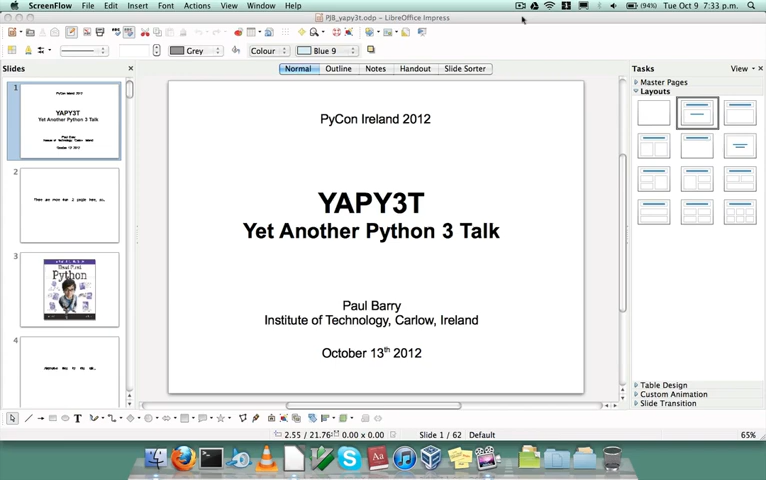 ScreenFlow File Edit Insert Font Actions View Window Help (94%) Tue Oct 9 7:33 p.m.
PJB_yapy3t.odp - LibreOffice Impress
Grey Colour Blue 9
Slides
Normal Outline Notes Handout Slide Sorter
Tasks View
Master Pages
Layouts
1
PyCon Ireland 2012
YAPY3T
Yet Another Python 3 Talk
Paul Barry
Institute of Technology, Carlow, Ireland
October 13th 2012
2
3
Head First
Python
4
PyCon Ireland 2012
YAPY3T
Yet Another Python 3 Talk
Paul Barry
Institute of Technology, Carlow, Ireland
October 13th 2012
Table Design
Custom Animation
Slide Transition
2.55 / 21.76 0.00 x 0.00 Slide 1 / 62 Default 65%